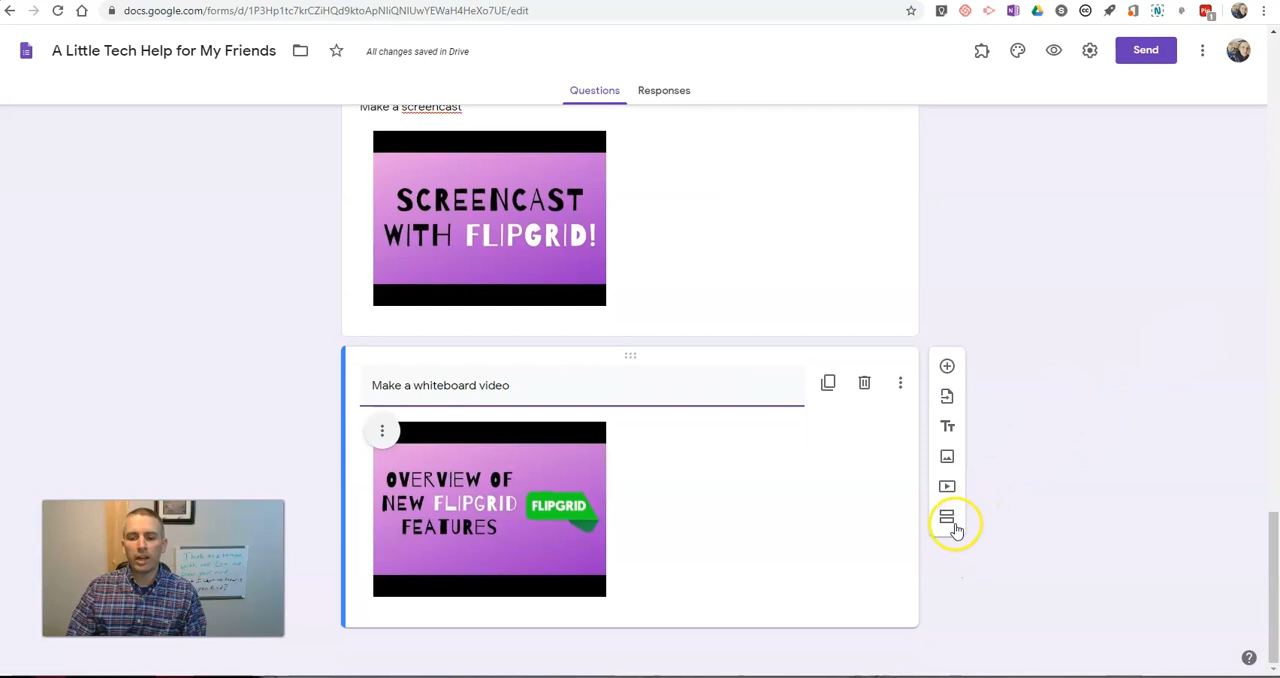 docs.google.com/forms/d/1P3Hp1tc7krCZiHQd9ktoApNliQNIUwYEWaH4HeXo7UE/edit
A Little Tech Help for My Friends
All changes saved in Drive
Send
Questions
Responses
Make a screencast
SCREENCAST
WITH FLIPGRID!
Make a whiteboard video
OVERVIEW OF
NEW FLIPGRID
FEATURES
FLIPGRID